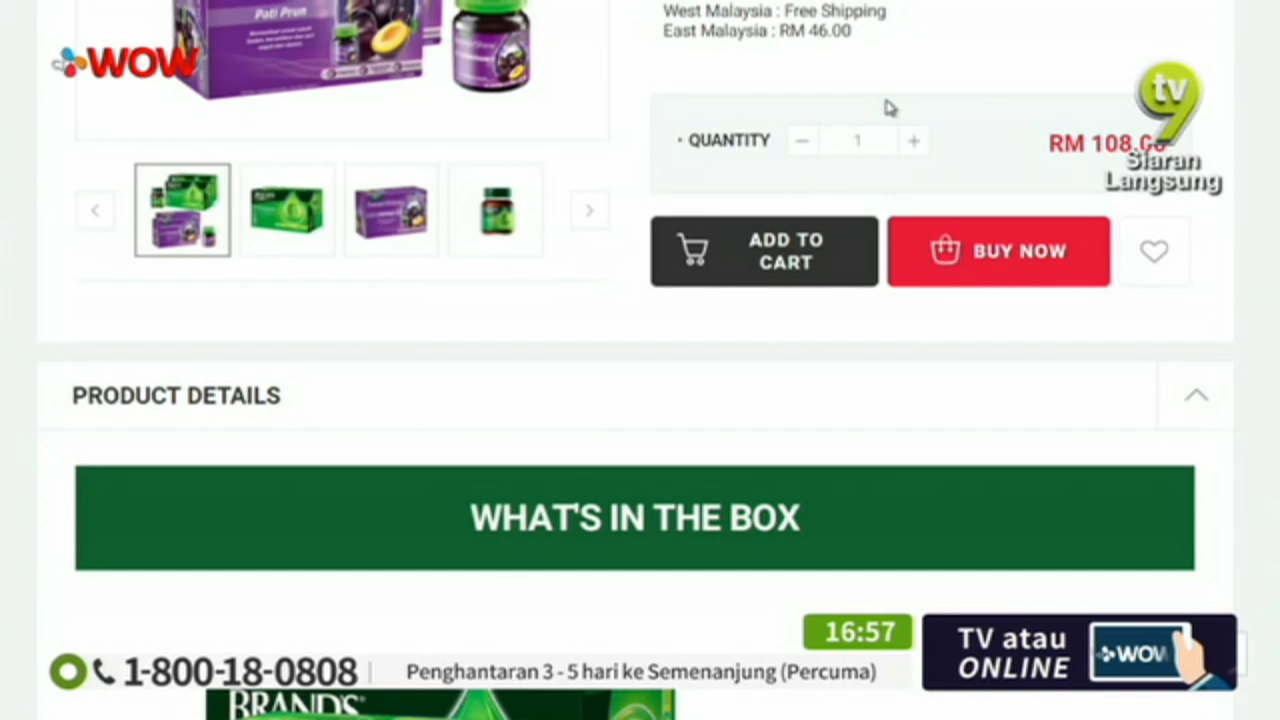 Pati Prun
West Malaysia : Free Shipping
East Malaysia : RM 46.00
WOW
tv9
Siaran
Langsung
· QUANTITY − 1 +
RM 108.00
ADD TO
CART
BUY NOW
PRODUCT DETAILS
WHAT'S IN THE BOX
16:57
TV atau
ONLINE
WOW
1-800-18-0808
Penghantaran 3 - 5 hari ke Semenanjung (Percuma)
BRAND'S